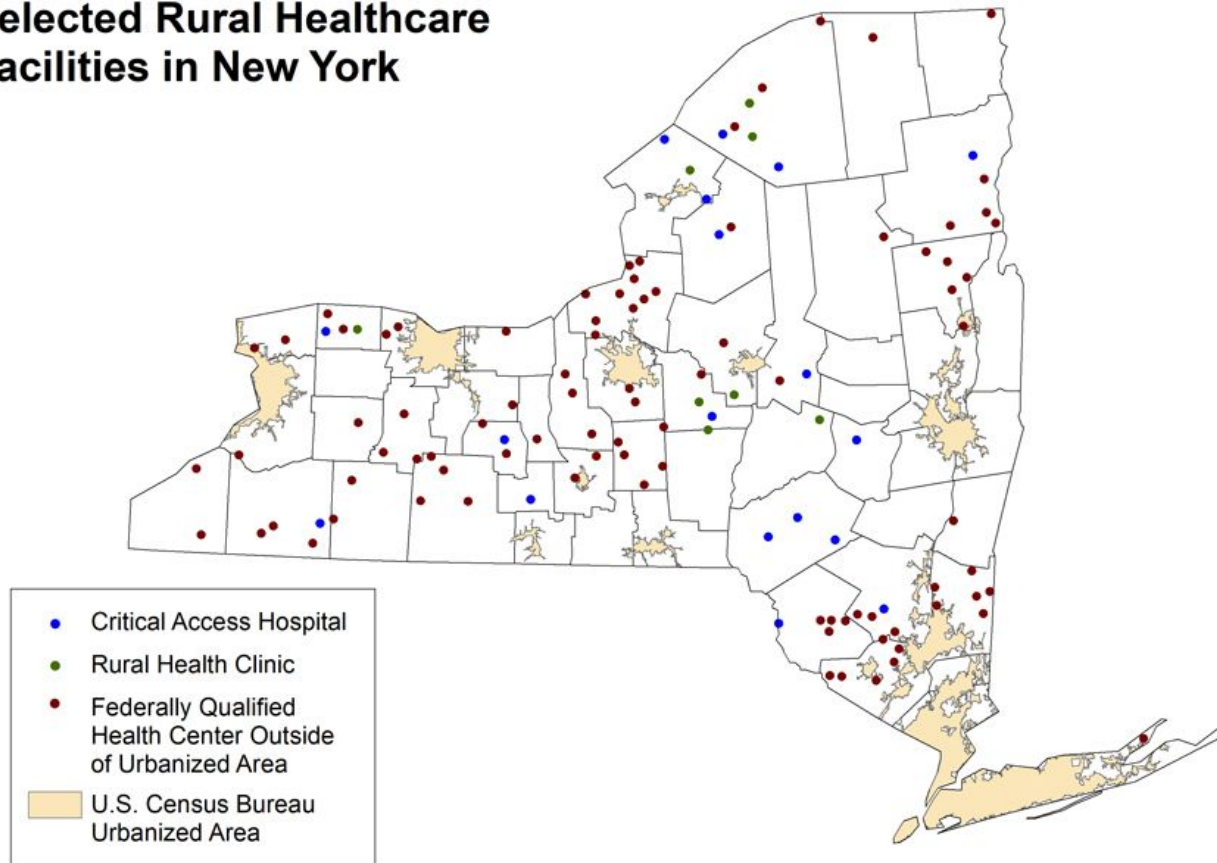 elected Rural Healthcare
acilities in New York
Critical Access Hospital
Rural Health Clinic
Federally Qualified
Health Center Outside
of Urbanized Area
U.S. Census Bureau
Urbanized Area